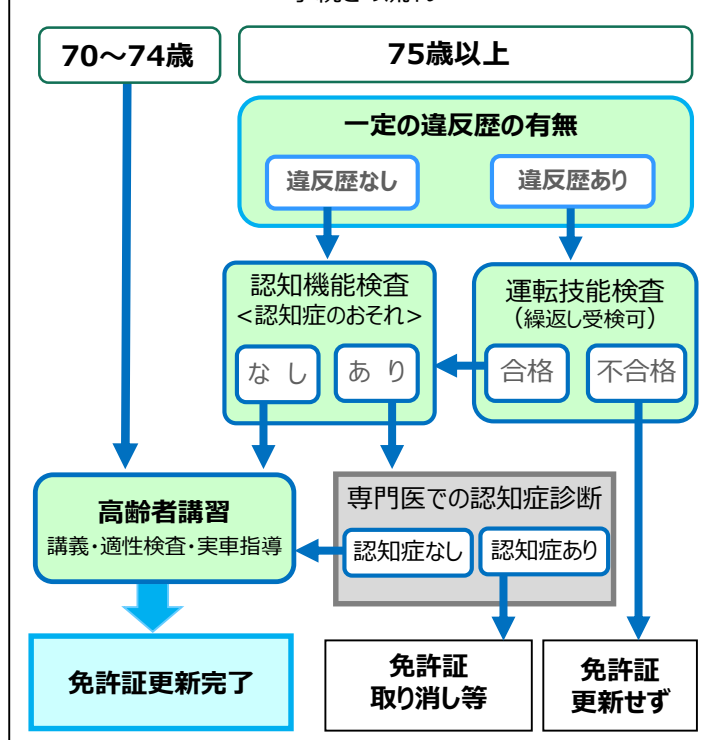 70～74歳
75歳以上
一定の違反歴の有無
違反歴なし
違反歴あり
認知機能検査
<認知症のおそれ>
なし
あり
運転技能検査
（繰返し受検可）
合格
不合格
高齢者講習
講義・適性検査・実車指導
専門医での認知症診断
認知症なし
認知症あり
免許証更新完了
免許証
取り消し等
免許証
更新せず